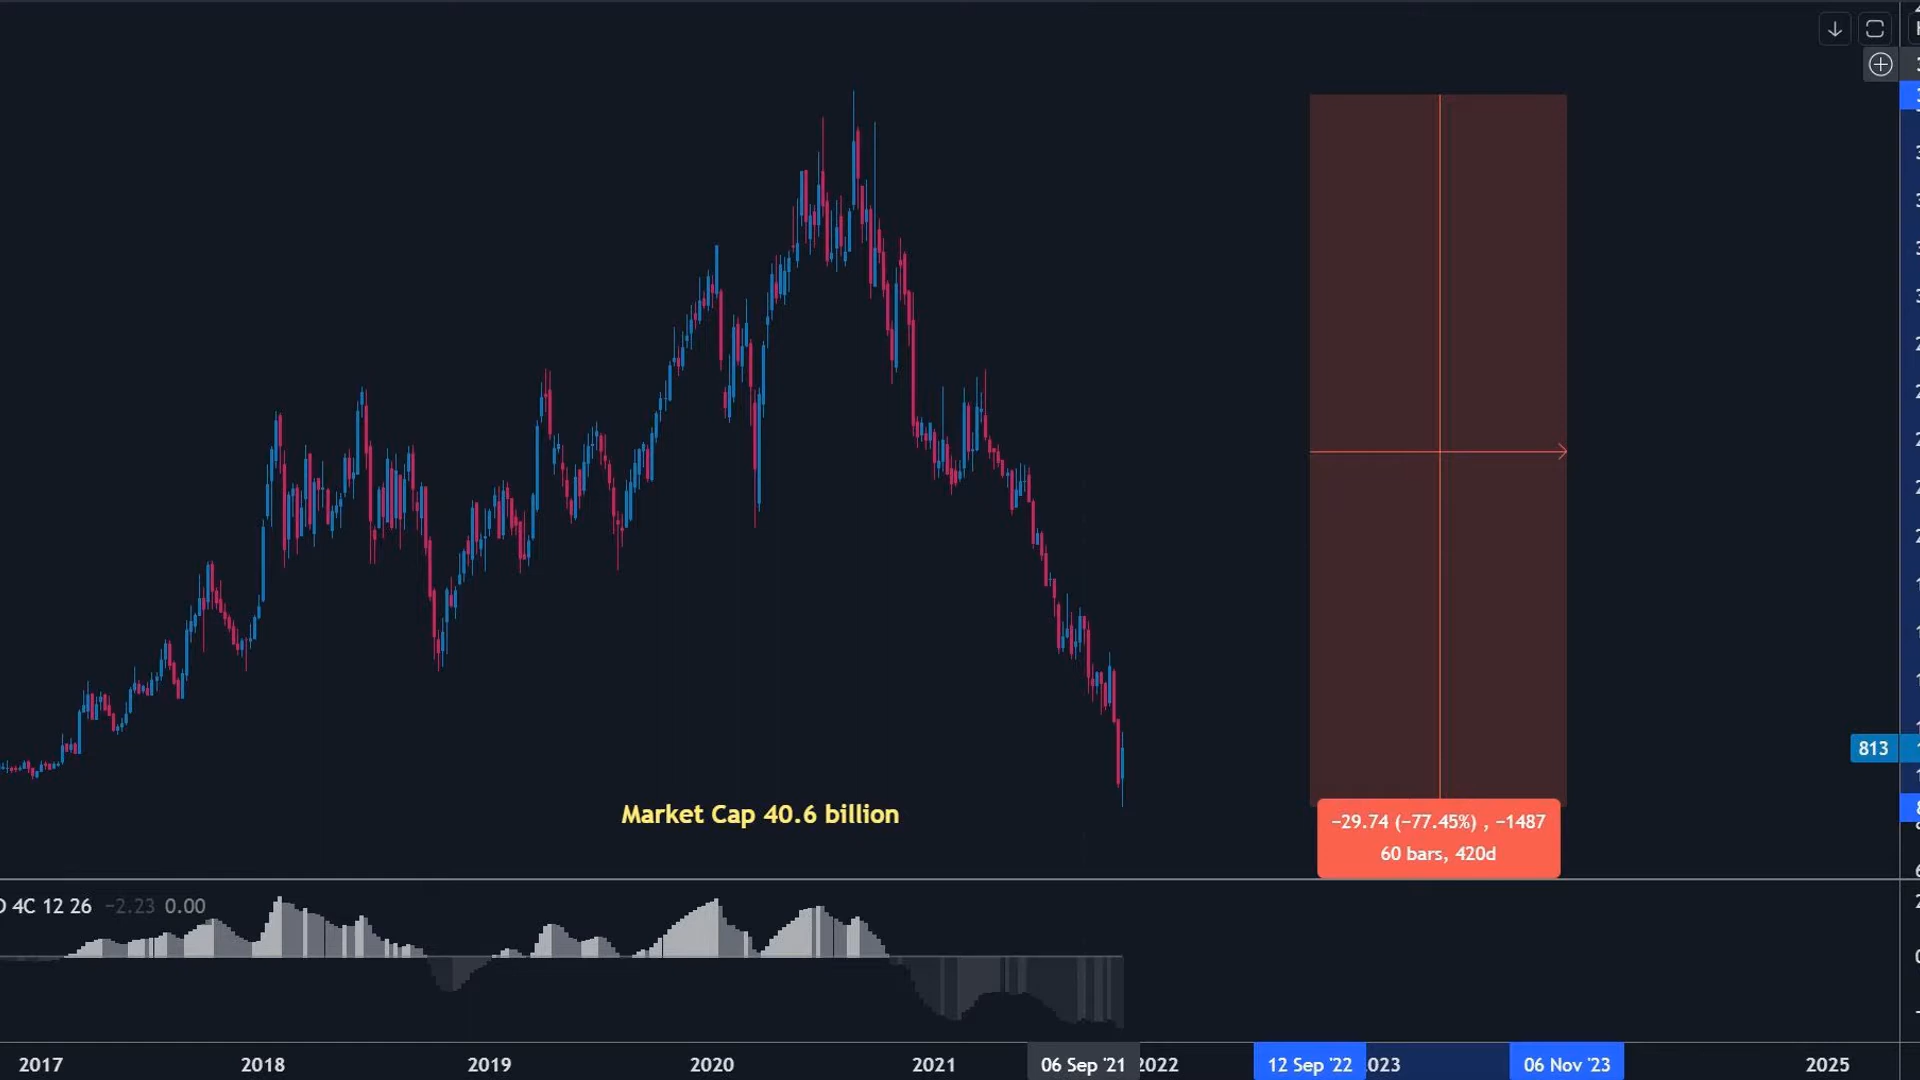 813
Market Cap 40.6 billion
−29.74 (−77.45%) , −1487
60 bars, 420d
4C 12 26 −2.23 0.00
2017 2018 2019 2020 2021 06 Sep '21 2022 12 Sep '22 06 Nov '23 2025